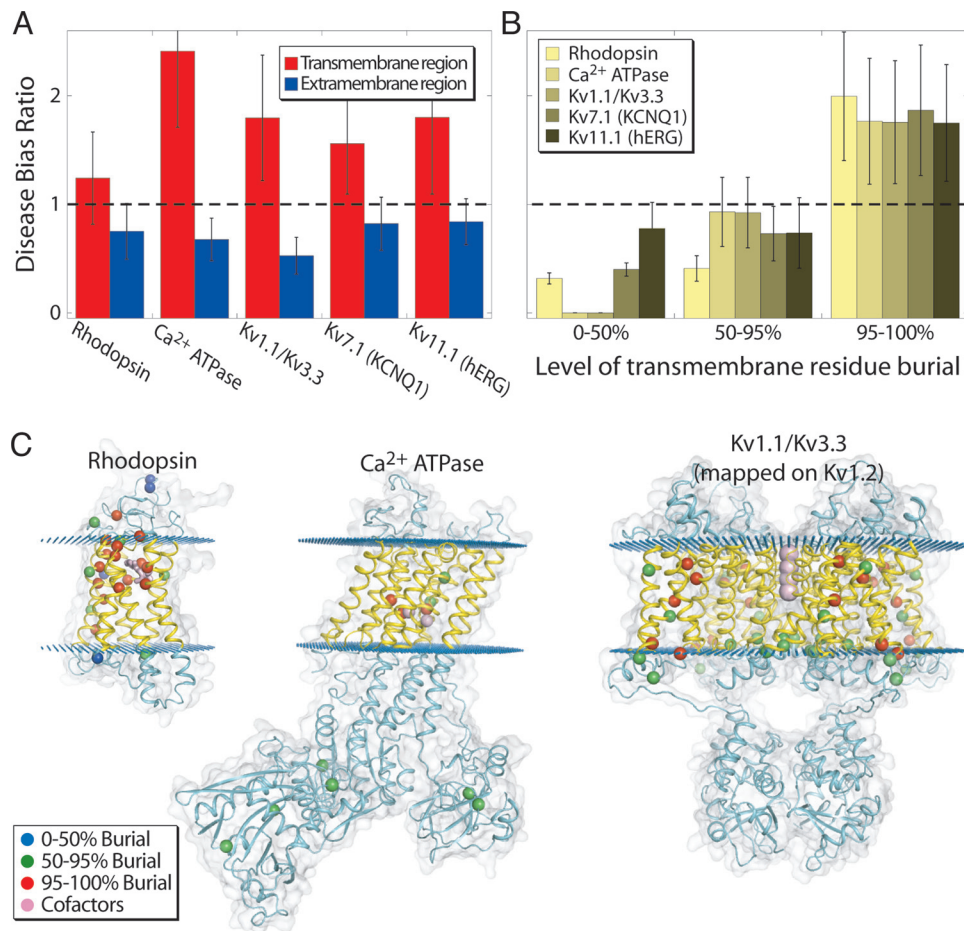 A
B
Disease Bias Ratio
2
1
0
Transmembrane region
Extramembrane region
Rhodopsin
Ca2+ ATPase
Kv1.1/Kv3.3
Kv7.1 (KCNQ1)
Kv11.1 (hERG)
Rhodopsin
Ca2+ ATPase
Kv1.1/Kv3.3
Kv7.1 (KCNQ1)
Kv11.1 (hERG)
0-50%
50-95%
95-100%
Level of transmembrane residue burial
C
Rhodopsin
Ca2+ ATPase
Kv1.1/Kv3.3
(mapped on Kv1.2)
0-50% Burial
50-95% Burial
95-100% Burial
Cofactors